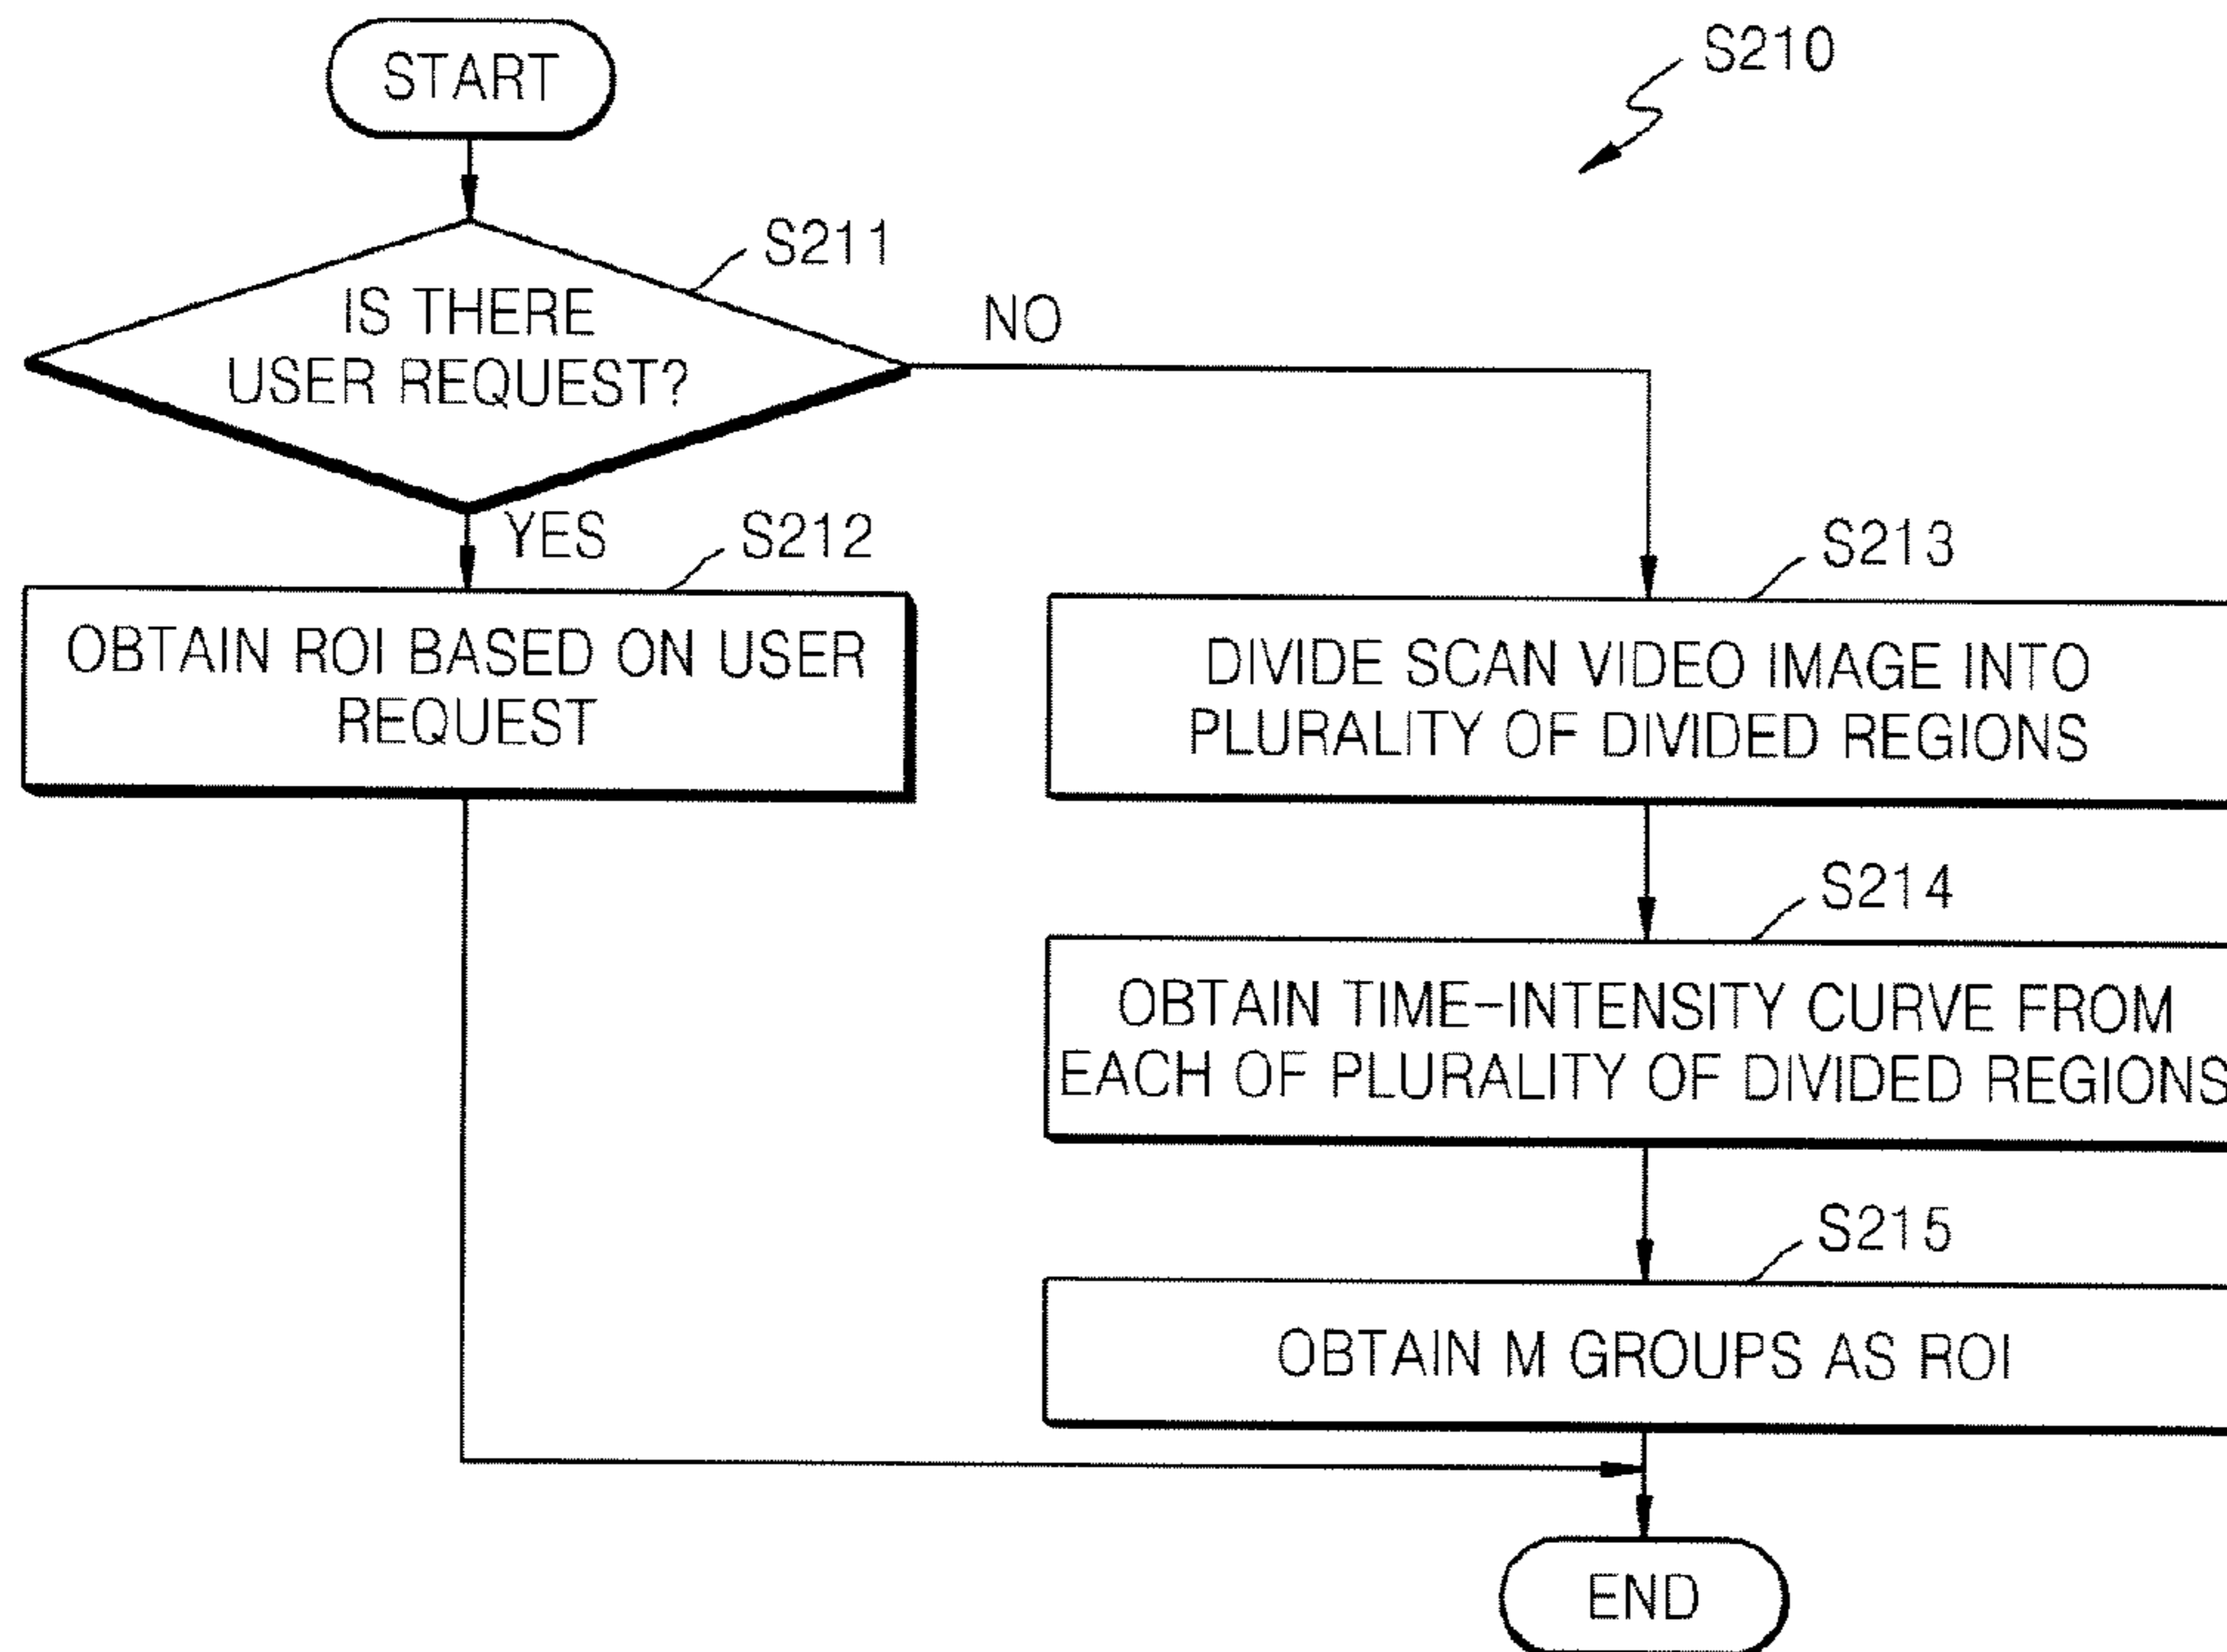 START
S210
S211
IS THERE
USER REQUEST?
NO
YES
S212
OBTAIN ROI BASED ON USER
REQUEST
S213
DIVIDE SCAN VIDEO IMAGE INTO
PLURALITY OF DIVIDED REGIONS
S214
OBTAIN TIME-INTENSITY CURVE FROM
EACH OF PLURALITY OF DIVIDED REGIONS
S215
OBTAIN M GROUPS AS ROI
END